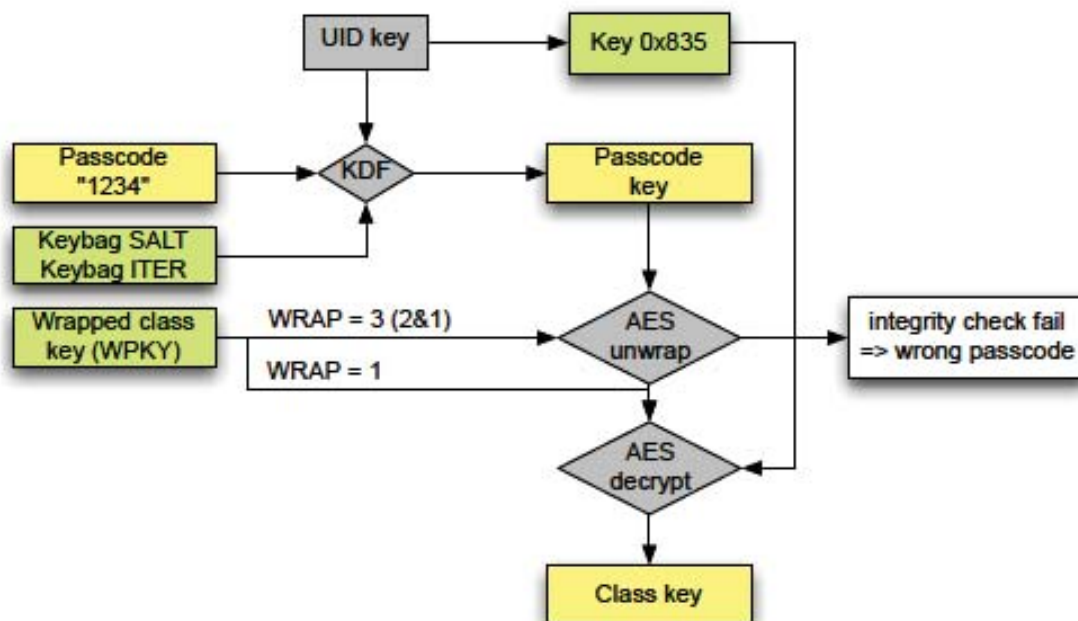 UID key
Key 0x835
Passcode
"1234"
KDF
Passcode
key
Keybag SALT
Keybag ITER
Wrapped class
key (WPKY)
WRAP = 3 (2&1)
WRAP = 1
AES
unwrap
integrity check fail
=> wrong passcode
AES
decrypt
Class key